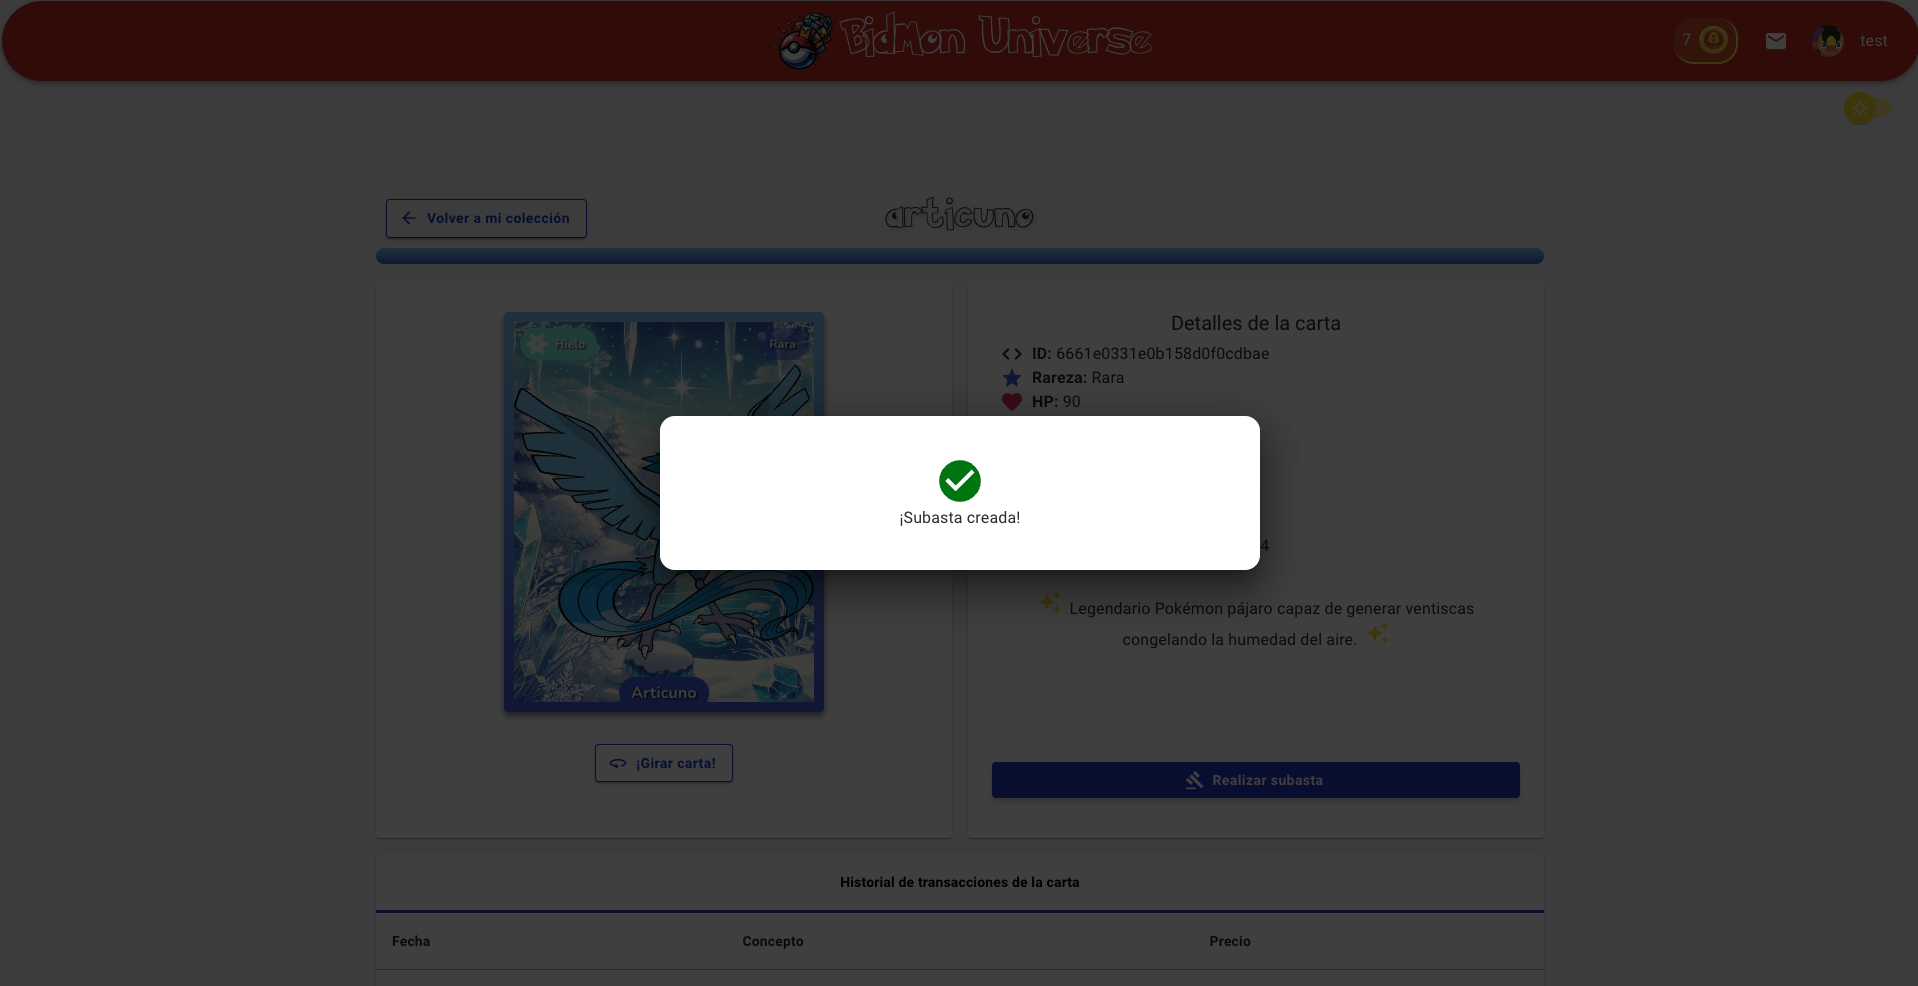 BidMon Universe
7
test
Volver a mi colección
articuno
Hielo
Rara
Articuno
¡Girar carta!
Detalles de la carta
ID: 6661e0331e0b158d0f0cdbae
Rareza: Rara
HP: 90
4
¡Subasta creada!
Legendario Pokémon pájaro capaz de generar ventiscas
congelando la humedad del aire.
Realizar subasta
Historial de transacciones de la carta
Fecha Concepto Precio